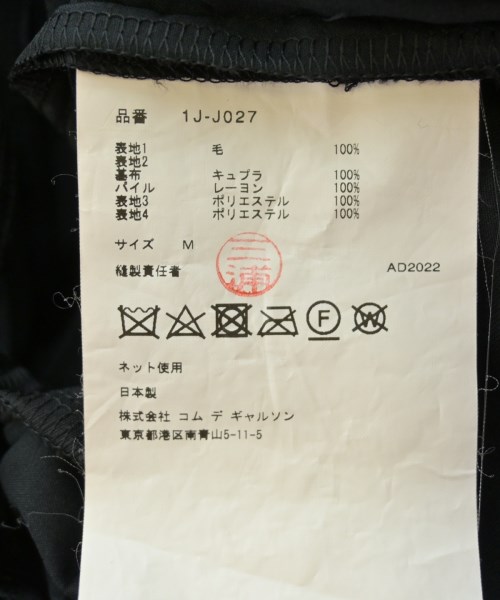 品番 1J-J027
表地1 毛 100%
表地2
基布 キュプラ 100%
パイル レーヨン 100%
表地3 ポリエステル 100%
表地4 ポリエステル 100%
サイズ M
三浦
縫製責任者 AD2022
F W
ネット使用
日本製
株式会社 コム デ ギャルソン
東京都港区南青山5-11-5